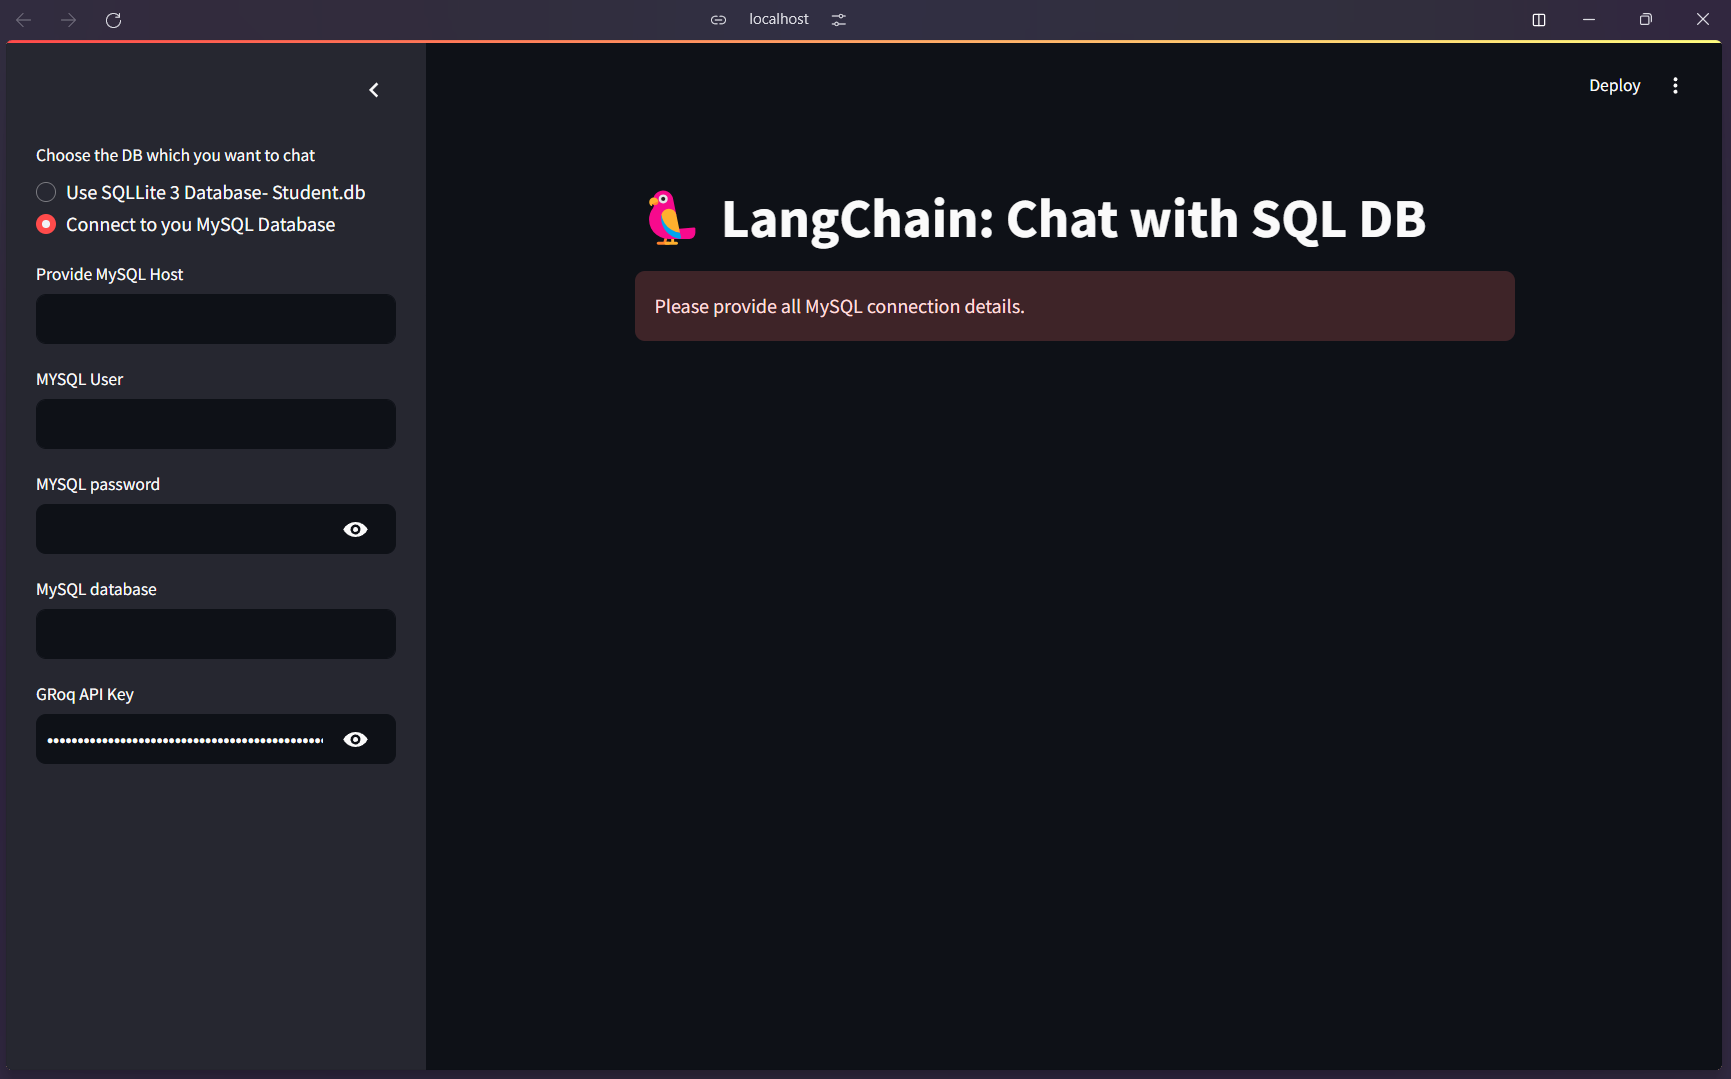 localhost
Deploy
Choose the DB which you want to chat
Use SQLLite 3 Database- Student.db
Connect to you MySQL Database
Provide MySQL Host
MYSQL User
MYSQL password
MySQL database
GRoq API Key
LangChain: Chat with SQL DB
Please provide all MySQL connection details.